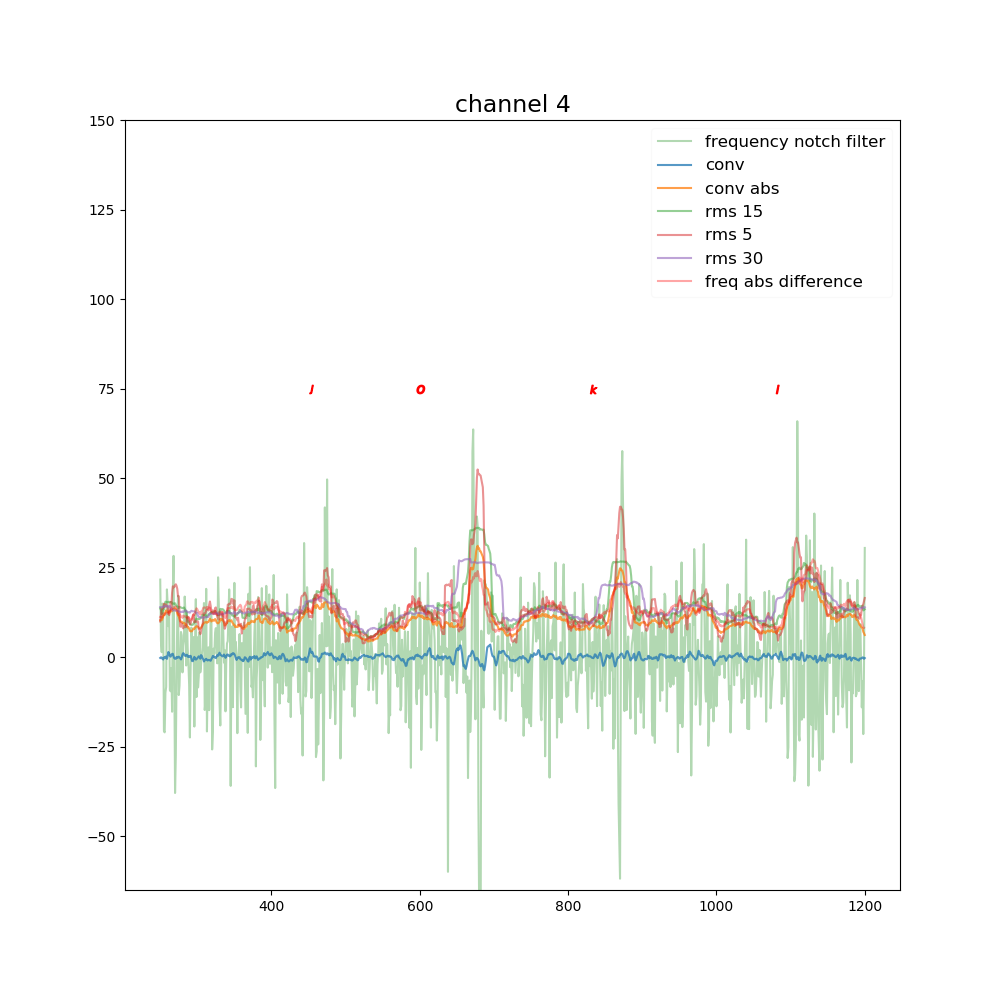 channel 4
150
125
100
75
50
25
0
−25
−50
frequency notch filter
conv
conv abs
rms 15
rms 5
rms 30
freq abs difference
J O k l
400 600 800 1000 1200